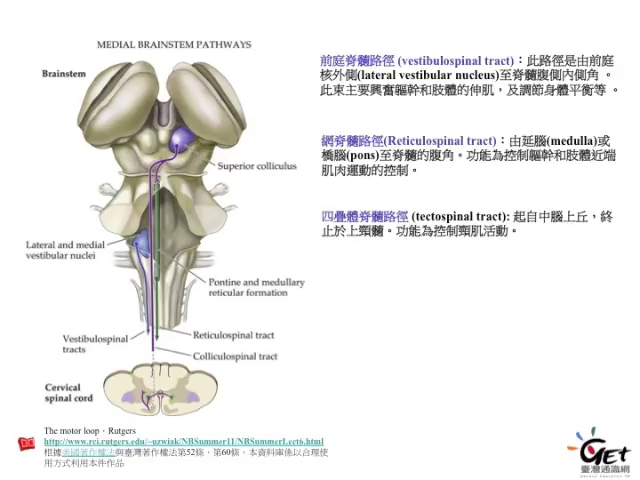 MEDIAL BRAINSTEM PATHWAYS
Brainstem
Superior colliculus
Lateral and medial
vestibular nuclei
Pontine and medullary
reticular formation
Vestibulospinal
tracts
Reticulospinal tract
Colliculospinal tract
Cervical
spinal cord
前庭脊髓路徑 (vestibulospinal tract)：此路徑是由前庭
核外側(lateral vestibular nucleus)至脊髓腹側內側角 。
此束主要興奮軀幹和肢體的伸肌，及調節身體平衡等 。
網脊髓路徑(Reticulospinal tract)：由延腦(medulla)或
橋腦(pons)至脊髓的腹角。功能為控制軀幹和肢體近端
肌肉運動的控制。
四疊體脊髓路徑 (tectospinal tract): 起自中腦上丘，終
止於上頸髓。功能為控制頸肌活動。
The motor loop，Rutgers
http://www.rci.rutgers.edu/~uzwiak/NBSummer11/NBSummerLect6.html
根據美國著作權法與臺灣著作權法第52條、第60條，本資料庫係以合理使
用方式利用本件作品
GET
臺灣通識網